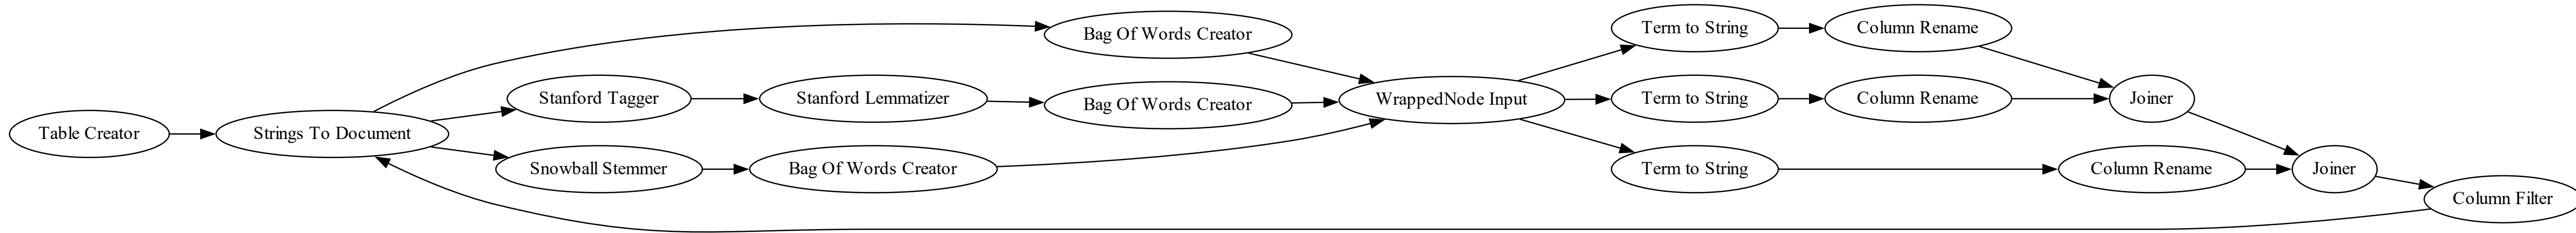 Table Creator
Strings To Document
Bag Of Words Creator
Stanford Tagger
Stanford Lemmatizer
Bag Of Words Creator
Snowball Stemmer
Bag Of Words Creator
WrappedNode Input
Term to String
Column Rename
Term to String
Column Rename
Joiner
Term to String
Column Rename
Joiner
Column Filter